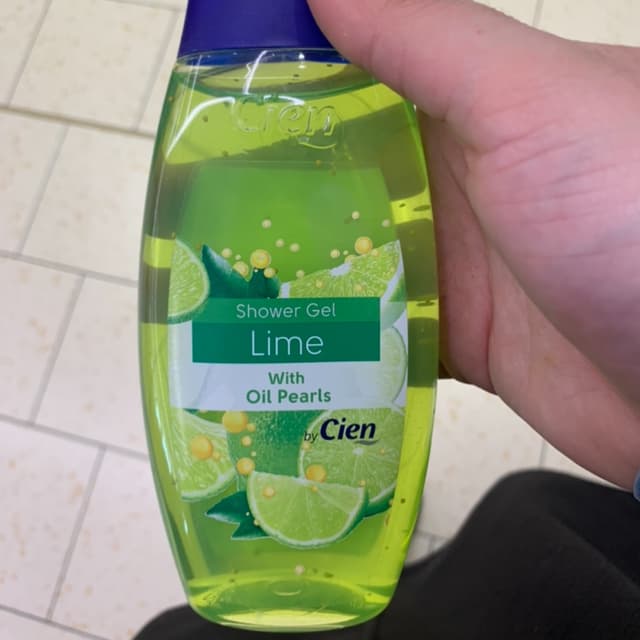 Cien
Shower Gel
Lime
With
Oil Pearls
by Cien